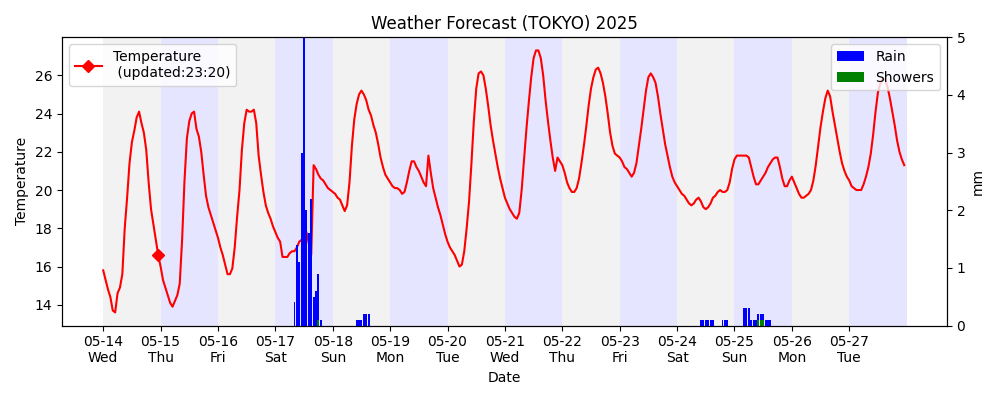 Weather Forecast (TOKYO) 2025
Temperature
(updated:23:20)
Rain
Showers
Temperature
26
24
22
20
18
16
14
5
4
3
2
1
0
mm
05-14 05-15 05-16 05-17 05-18 05-19 05-20 05-21 05-22 05-23 05-24 05-25 05-26 05-27
Wed Thu Fri Sat Sun Mon Tue Wed Thu Fri Sat Sun Mon Tue
Date